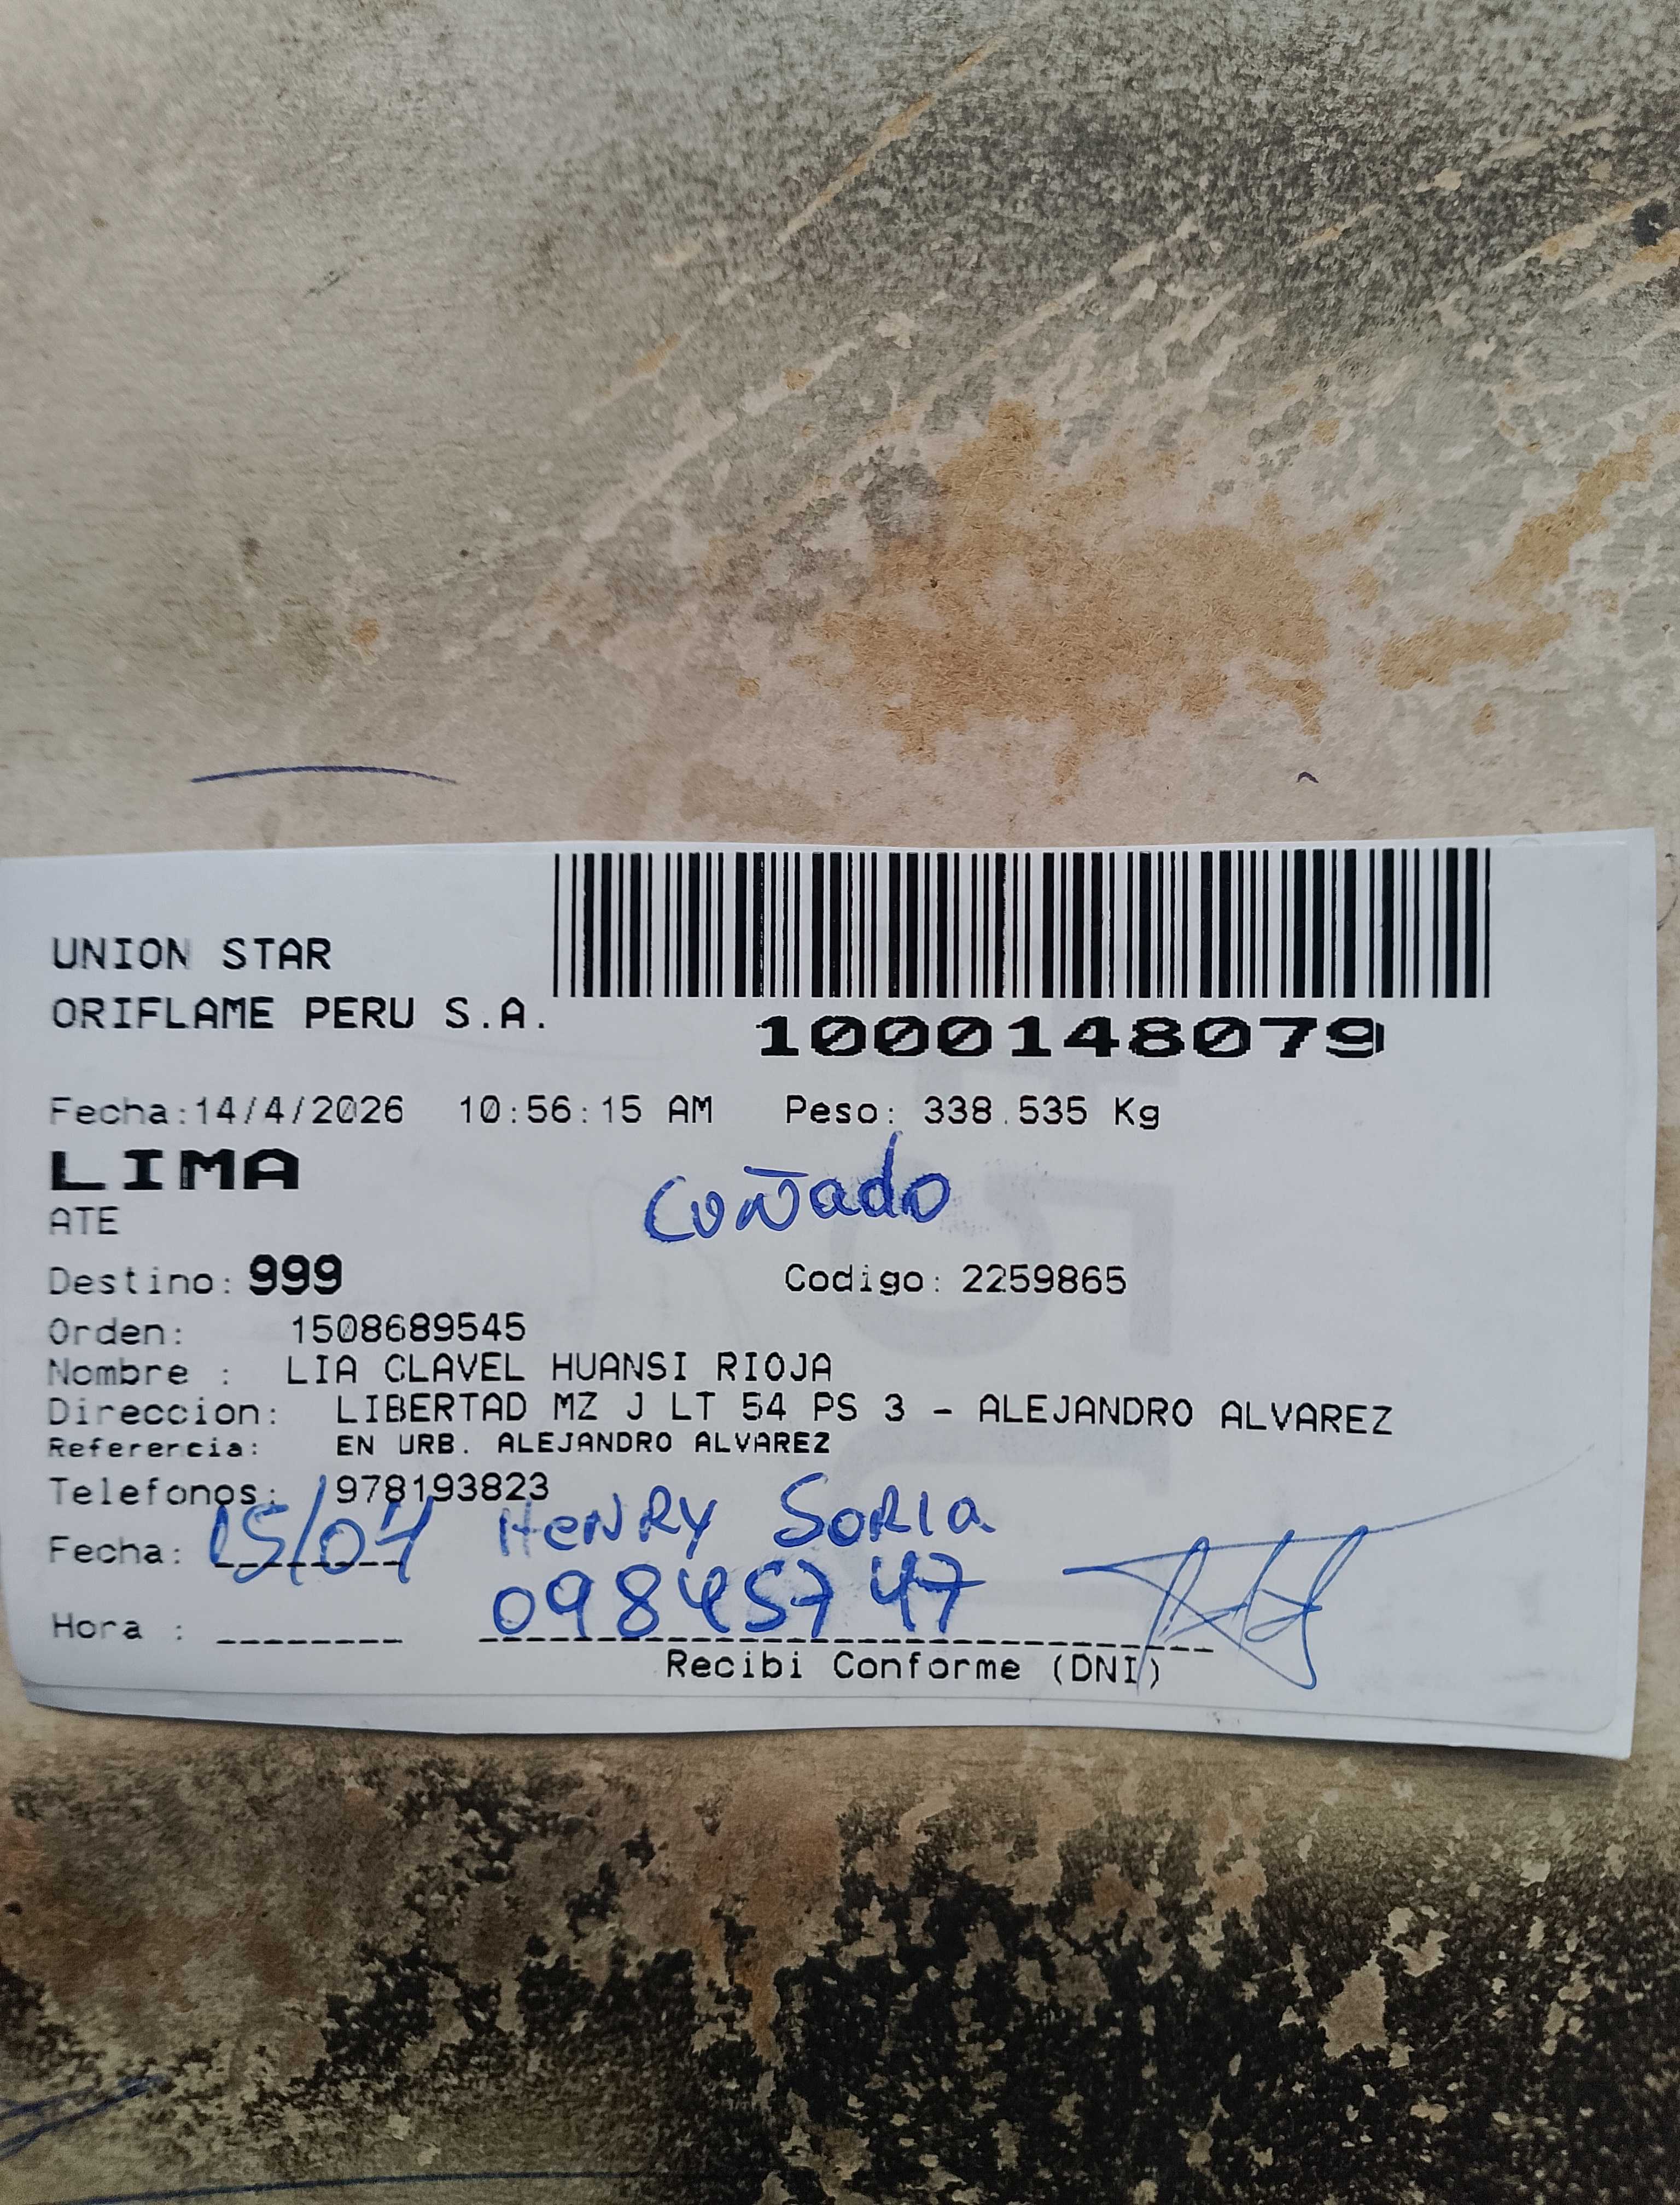 UNION STAR
ORIFLAME PERU S.A.
1000148079
Fecha:14/4/2026 10:56:15 AM Peso: 338.535 Kg
LIMA
ATE
Cuñado
Destino: 999 Codigo: 2259865
Orden: 1508689545
Nombre : LIA CLAVEL HUANSI RIOJA
Direccion: LIBERTAD MZ J LT 54 PS 3 - ALEJANDRO ALVAREZ
Referencia: EN URB. ALEJANDRO ALVAREZ
Telefonos: 978193823
Fecha: 15/04 HENRY SORIA
09845747
Hora :
Recibi Conforme (DNI)